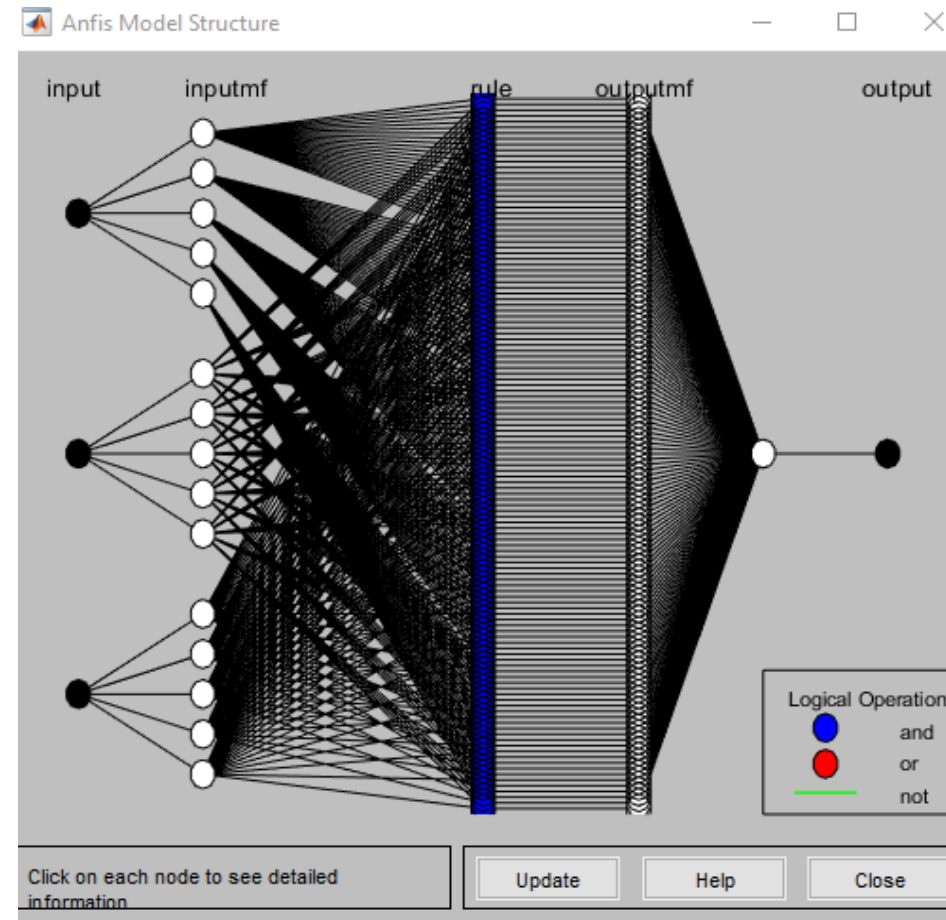 Anfis Model Structure
input inputmf rule outputmf output
Logical Operation
and
or
not
Click on each node to see detailed
information
Update Help Close